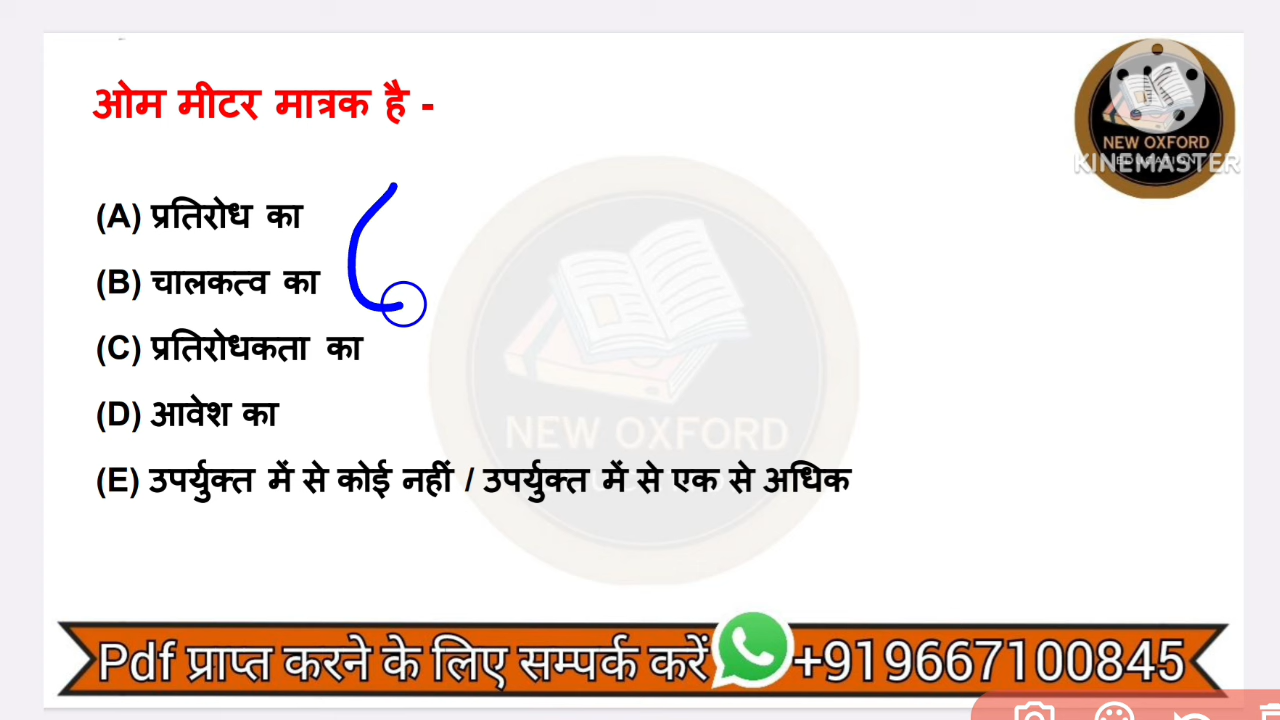 ओम मीटर मात्रक है -
(A) प्रतिरोध का
(B) चालकत्व का
(C) प्रतिरोधकता का
(D) आवेश का
(E) उपर्युक्त में से कोई नहीं / उपर्युक्त में से एक से अधिक
NEW OXFORD
EDUCATION
KINEMASTER
NEW OXFORD
Pdf प्राप्त करने के लिए सम्पर्क करें +919667100845